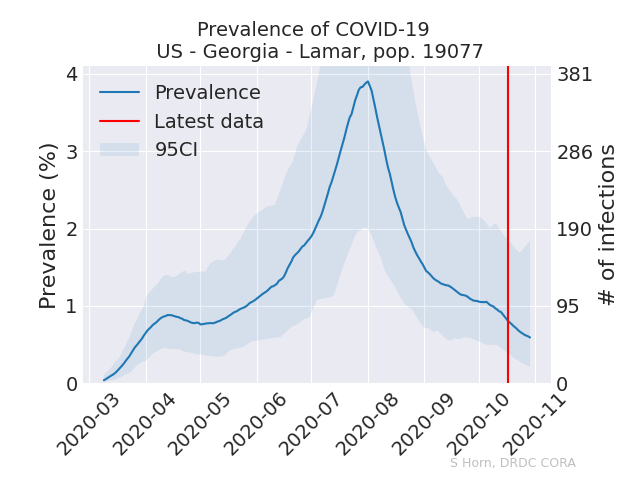 Prevalence of COVID-19
US - Georgia - Lamar, pop. 19077
Prevalence
Latest data
95CI
Prevalence (%)
4
3
2
1
0
# of infections
381
286
190
95
0
2020-03
2020-04
2020-05
2020-06
2020-07
2020-08
2020-09
2020-10
2020-11
S Horn, DRDC CORA